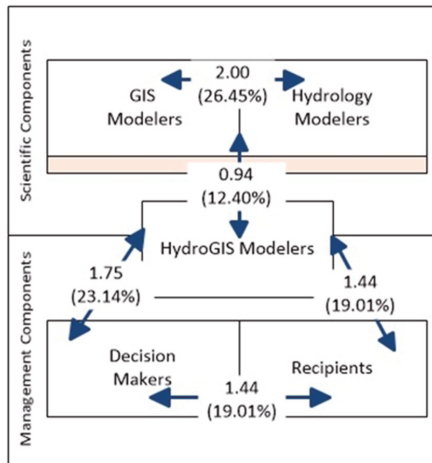 Scientific Components
2.00
(26.45%)
GIS
Modelers
Hydrology
Modelers
0.94
(12.40%)
Management Components
HydroGIS Modelers
1.75
(23.14%)
1.44
(19.01%)
Decision
Makers
Recipients
1.44
(19.01%)